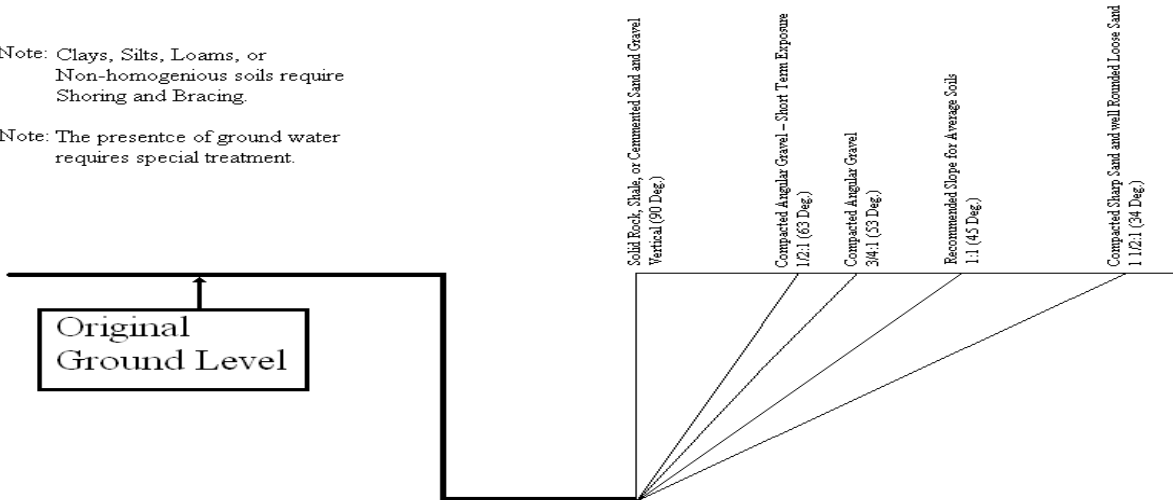 Note: Clays, Silts, Loams, or
Non-homogenious soils require
Shoring and Bracing.
Note: The presentce of ground water
requires special treatment.
Original
Ground Level
Solid Rock, Shale, or Cemmented Sand and Gravel
Vertical (90 Deg.)
Compacted Angular Gravel – Short Term Exposure
1/2:1 (63 Deg.)
Compacted Angular Gravel
3/4:1 (53 Deg.)
Recommended Slope for Average Soils
1:1 (45 Deg.)
Compacted Sharp Sand and well Rounded Loose Sand
1 1/2:1 (34 Deg.)